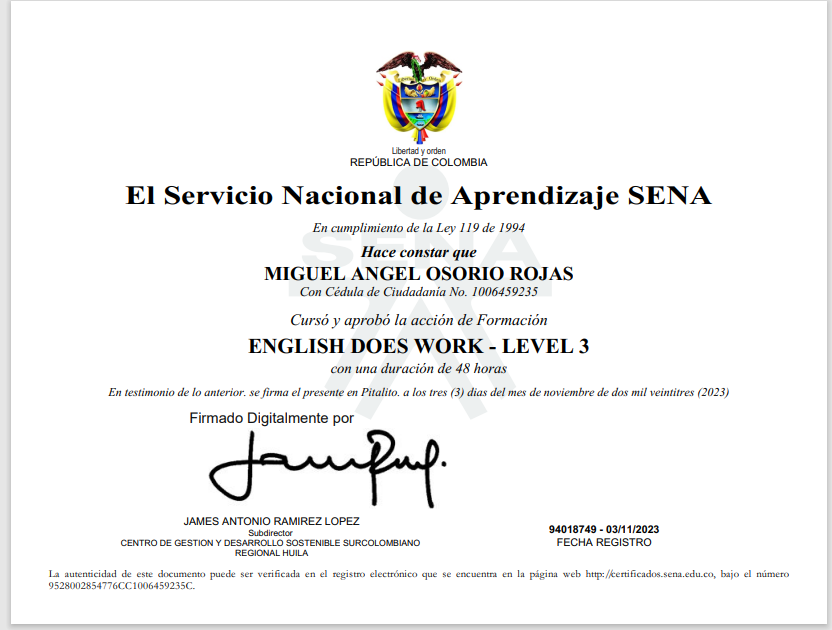 Libertad y orden
REPÚBLICA DE COLOMBIA
El Servicio Nacional de Aprendizaje SENA
En cumplimiento de la Ley 119 de 1994
SENA
Hace constar que
MIGUEL ANGEL OSORIO ROJAS
Con Cédula de Ciudadanía No. 1006459235
Cursó y aprobó la acción de Formación
ENGLISH DOES WORK - LEVEL 3
con una duración de 48 horas
En testimonio de lo anterior. se firma el presente en Pitalito. a los tres (3) dias del mes de noviembre de dos mil veintitres (2023)
Firmado Digitalmente por
JAMES ANTONIO RAMIREZ LOPEZ
Subdirector
CENTRO DE GESTION Y DESARROLLO SOSTENIBLE SURCOLOMBIANO
REGIONAL HUILA
94018749 - 03/11/2023
FECHA REGISTRO
La autenticidad de este documento puede ser verificada en el registro electrónico que se encuentra en la página web http://certificados.sena.edu.co, bajo el número
9528002854776CC1006459235C.